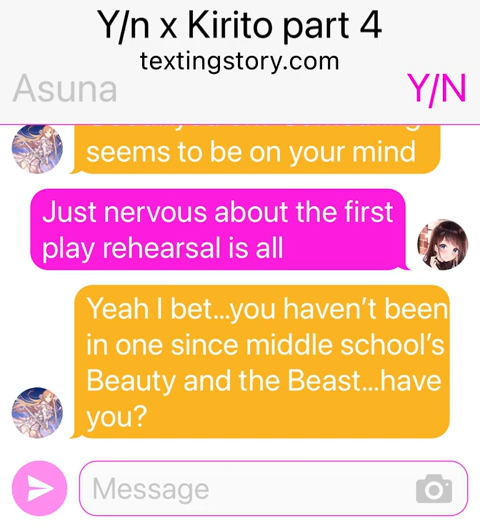 Y/n x Kirito part 4
textingstory.com
Asuna
Y/N
seems to be on your mind
Just nervous about the first
play rehearsal is all
Yeah I bet...you haven't been
in one since middle school's
Beauty and the Beast...have
you?
Message